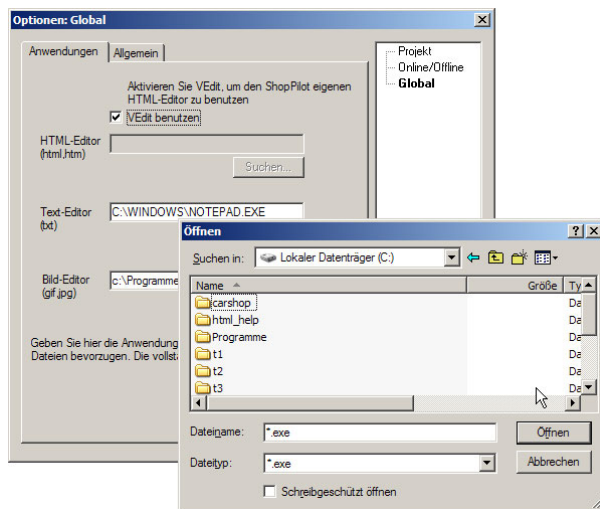 Optionen: Global
Anwendungen
Allgemein
Projekt
Online/Offline
Global
Aktivieren Sie VEdit, um den ShopPilot eigenen
HTML-Editor zu benutzen
VEdit benutzen
HTML-Editor
(html,htm)
Suchen...
Text-Editor
(txt)
C:\WINDOWS\NOTEPAD.EXE
Bild-Editor
(gif,jpg)
c:\Programme
Geben Sie hier die Anwendung
Dateien bevorzugen. Die vollst
Öffnen
Suchen in:
Lokaler Datenträger (C:)
Name
Größe
Ty
carshop
Da
html_help
Da
Programme
Da
t1
Da
t2
Da
t3
Da
Dateiname:
*.exe
Öffnen
Dateityp:
*.exe
Abbrechen
Schreibgeschützt öffnen